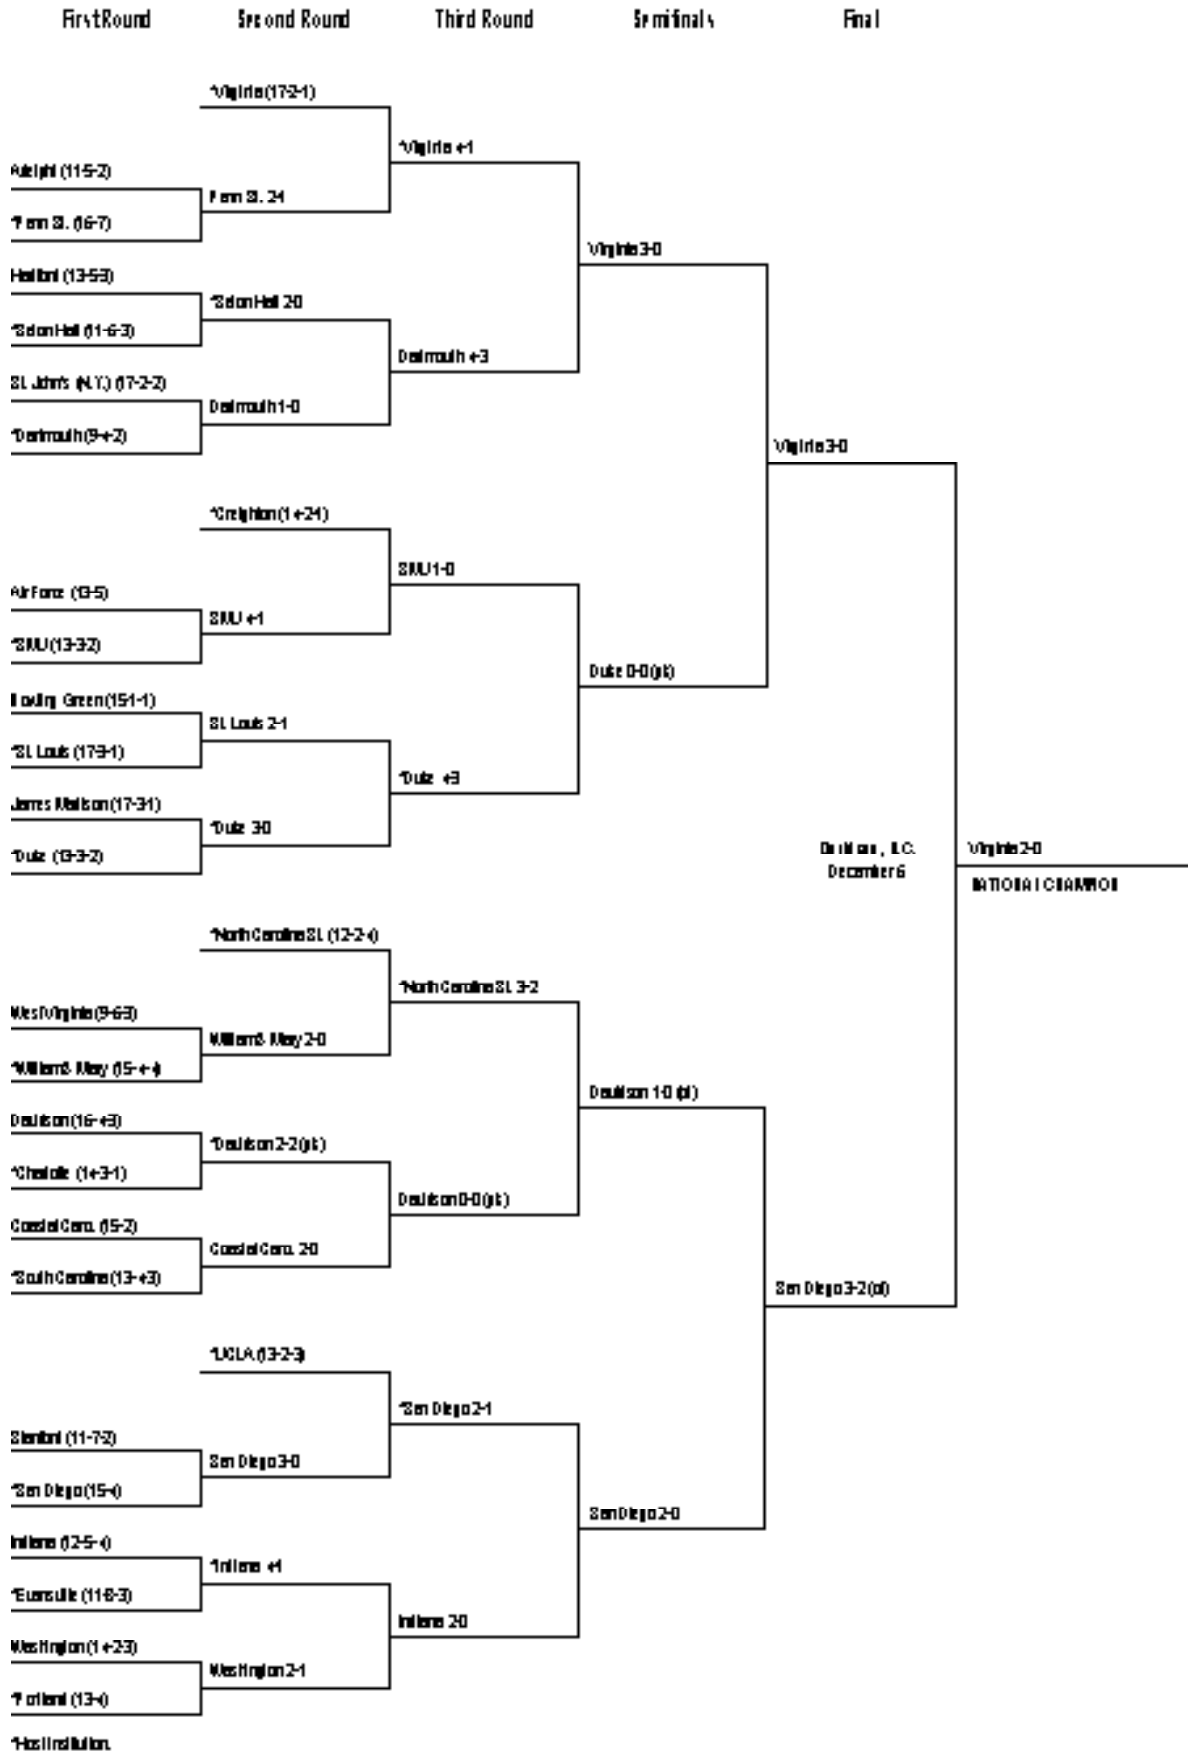 First Round
Second Round
Third Round
Semifinals
Final
*Virginia (17-2-1)
*Virginia 4-1
Adelphi (11-5-2)
Penn St. 2-1
*Penn St. (16-7)
Virginia 3-0
Hartford (13-5-3)
*Seton Hall 2-0
*Seton Hall (11-6-3)
Dartmouth 4-3
St. John's (N.Y.) (17-2-2)
Dartmouth 1-0
*Dartmouth (9-4-2)
Virginia 3-0
*Creighton (14-2-1)
SMU 1-0
Air Force (13-5)
SMU 4-1
*SMU (13-3-2)
Duke 0-0 (pk)
Bowling Green (15-1-1)
St. Louis 2-1
*St. Louis (17-3-1)
*Duke 4-3
James Madison (17-3-1)
*Duke 3-0
*Duke (13-3-2)
Davidson, N.C.
December 6
Virginia 2-0
NATIONAL CHAMPION
*North Carolina St. (12-2-4)
*North Carolina St. 3-2
West Virginia (9-6-3)
William & Mary 2-0
*William & Mary (15-4-4)
Davidson 1-0 (ot)
Davidson (16-4-3)
*Davidson 2-2 (pk)
*Charlotte (14-3-1)
Davidson 0-0 (pk)
Coastal Caro. (15-2)
Coastal Caro. 2-0
*South Carolina (13-4-3)
San Diego 3-2 (ot)
*UCLA (13-2-3)
*San Diego 2-1
Stanford (11-7-2)
San Diego 3-0
*San Diego (15-4)
San Diego 2-0
Indiana (12-5-4)
*Indiana 4-1
*Evansville (11-8-3)
Indiana 2-0
Washington (14-2-3)
Washington 2-1
*Portland (13-4)
*Host institution.